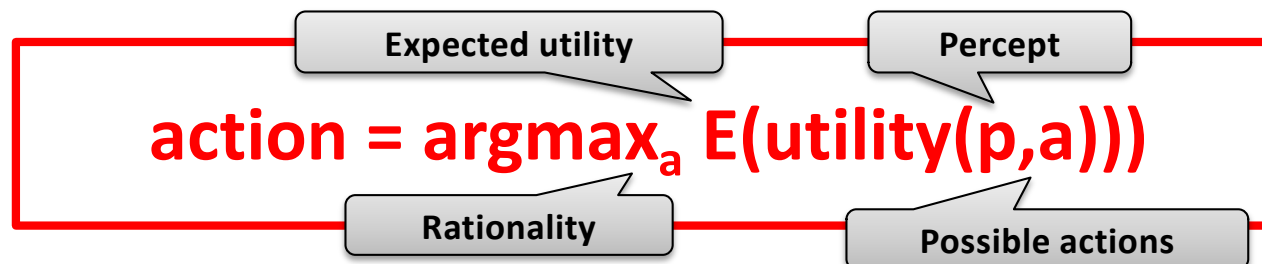 Expected utility
Percept
action = argmaxₐ E(utility(p,a)))
Rationality
Possible actions